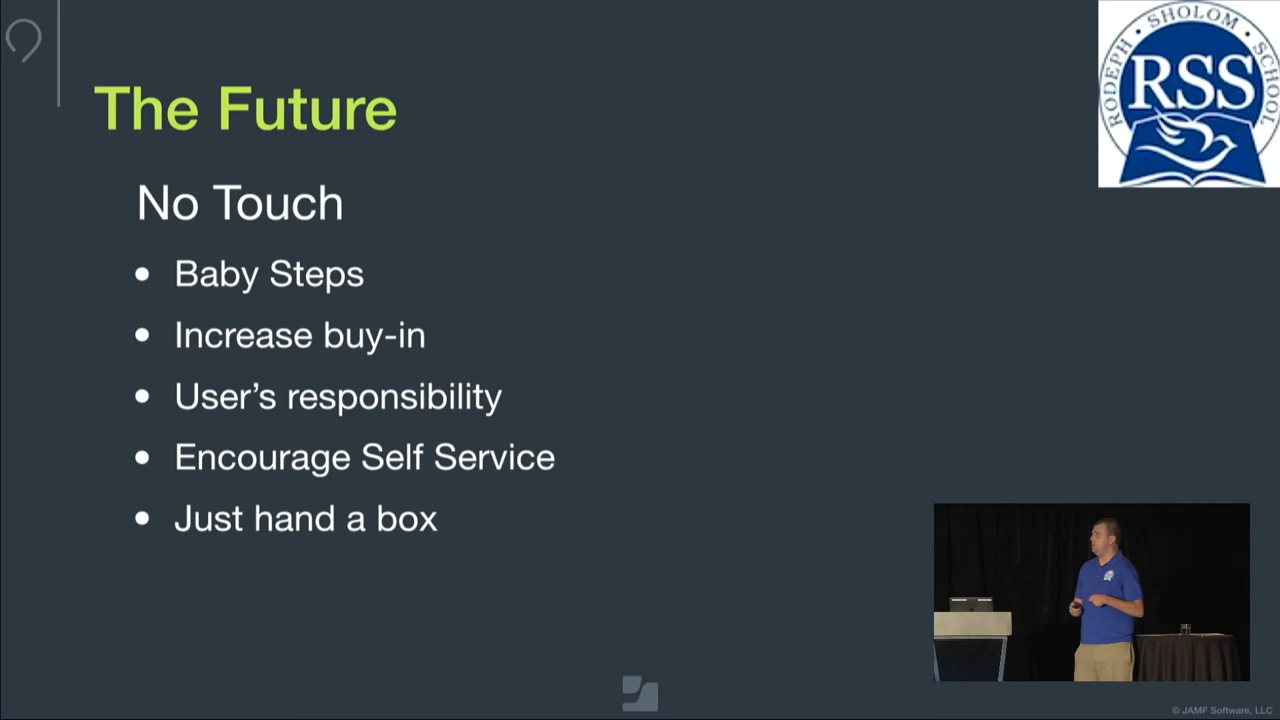 RODEPH • SHOLOM • SCHOOL
RSS
The Future
No Touch
• Baby Steps
• Increase buy-in
• User’s responsibility
• Encourage Self Service
• Just hand a box
© JAMF Software, LLC